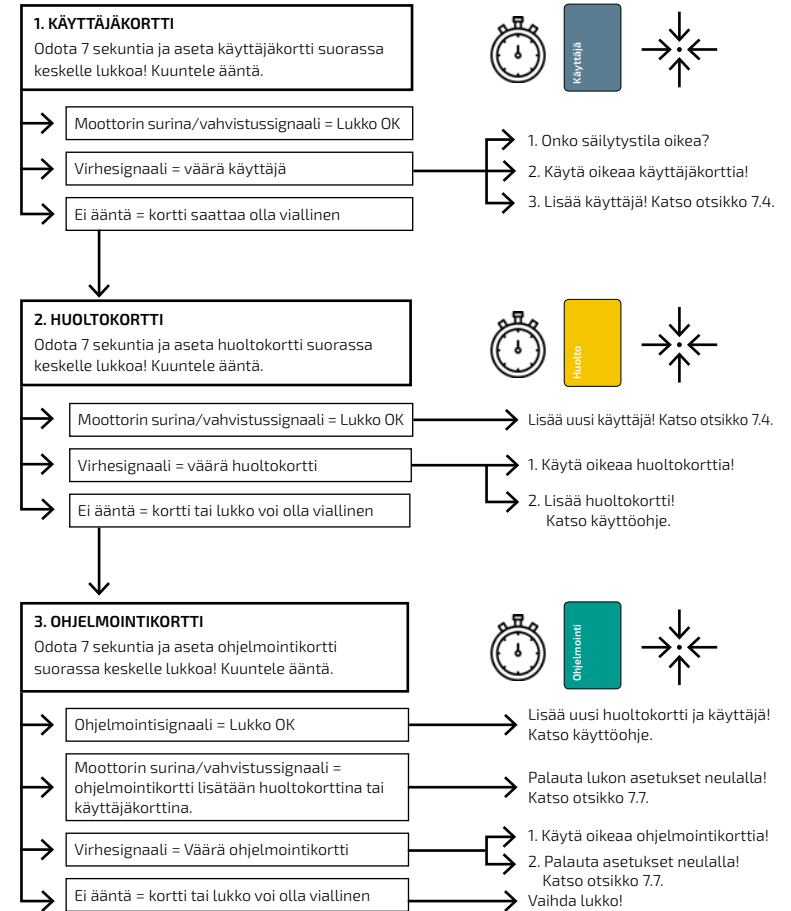 1. KÄYTTÄJÄKORTTI
Odota 7 sekuntia ja aseta käyttäjäkortti suorassa
keskelle lukkoa! Kuuntele ääntä.
Käyttäjä
Moottorin surina/vahvistussignaali = Lukko OK
Virhesignaali = väärä käyttäjä
Ei ääntä = kortti saattaa olla viallinen
1. Onko säilytystila oikea?
2. Käytä oikeaa käyttäjäkorttia!
3. Lisää käyttäjä! Katso otsikko 7.4.
2. HUOLTOKORTTI
Odota 7 sekuntia ja aseta huoltokortti suorassa
keskelle lukkoa! Kuuntele ääntä.
Huolto
Moottorin surina/vahvistussignaali = Lukko OK
Lisää uusi käyttäjä! Katso otsikko 7.4.
Virhesignaali = väärä huoltokortti
1. Käytä oikeaa huoltokorttia!
2. Lisää huoltokortti!
Katso käyttöohje.
Ei ääntä = kortti tai lukko voi olla viallinen
3. OHJELMOINTIKORTTI
Odota 7 sekuntia ja aseta ohjelmointikortti
suorassa keskelle lukkoa! Kuuntele ääntä.
Ohjelmointi
Ohjelmointisignaali = Lukko OK
Lisää uusi huoltokortti ja käyttäjä!
Katso käyttöohje.
Moottorin surina/vahvistussignaali =
ohjelmointikortti lisätään huoltokorttina tai
käyttäjäkorttina.
Palauta lukon asetukset neulalla!
Katso otsikko 7.7.
Virhesignaali = Väärä ohjelmointikortti
1. Käytä oikeaa ohjelmointikorttia!
2. Palauta asetukset neulalla!
Katso otsikko 7.7.
Ei ääntä = kortti tai lukko voi olla viallinen
Vaihda lukko!